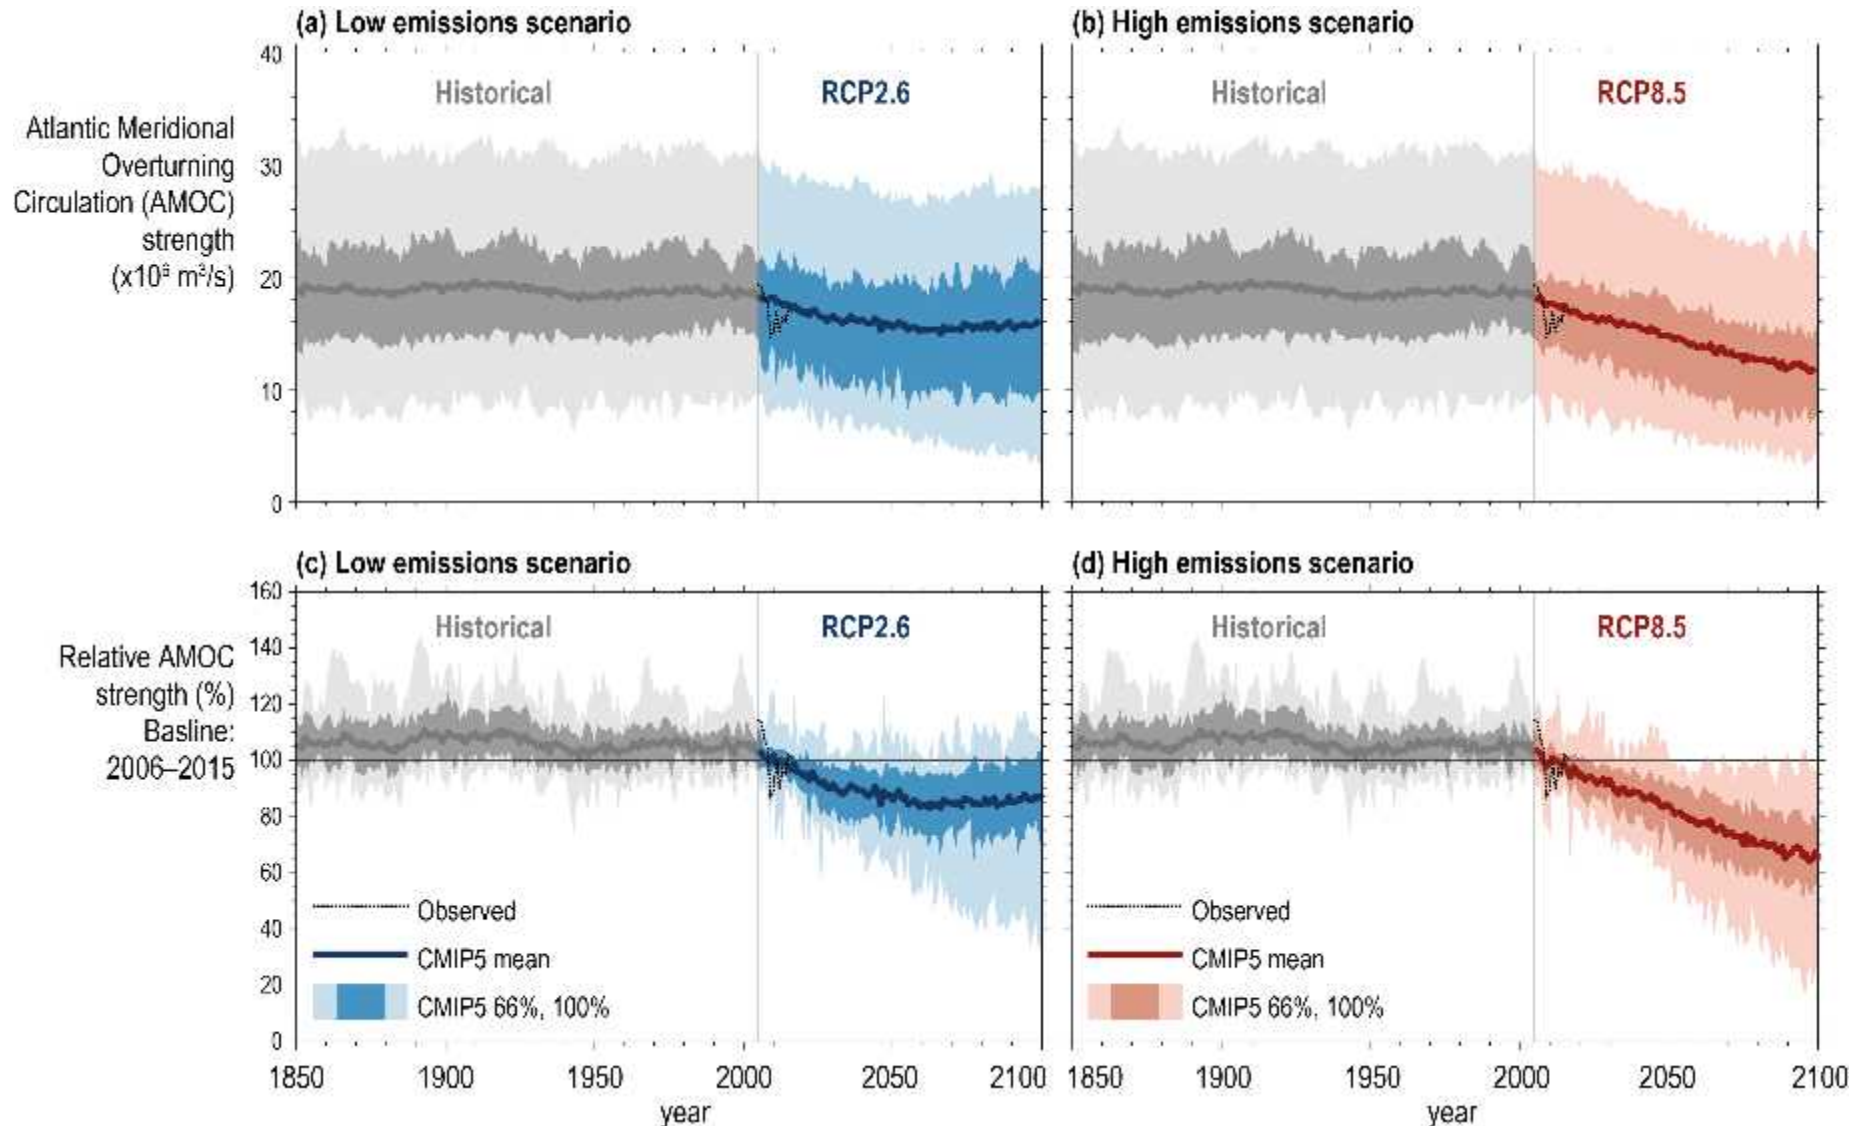 (a) Low emissions scenario
(b) High emissions scenario
40
30
20
10
0
Historical
RCP2.6
Historical
RCP8.5
Atlantic Meridional
Overturning
Circulation (AMOC)
strength
(x10⁶ m³/s)
(c) Low emissions scenario
(d) High emissions scenario
160
140
120
100
80
60
40
20
0
Historical
RCP2.6
Historical
RCP8.5
Relative AMOC
strength (%)
Basline:
2006–2015
Observed
CMIP5 mean
CMIP5 66%, 100%
Observed
CMIP5 mean
CMIP5 66%, 100%
1850 1900 1950 2000 2050 2100
1850 1900 1950 2000 2050 2100
year
year